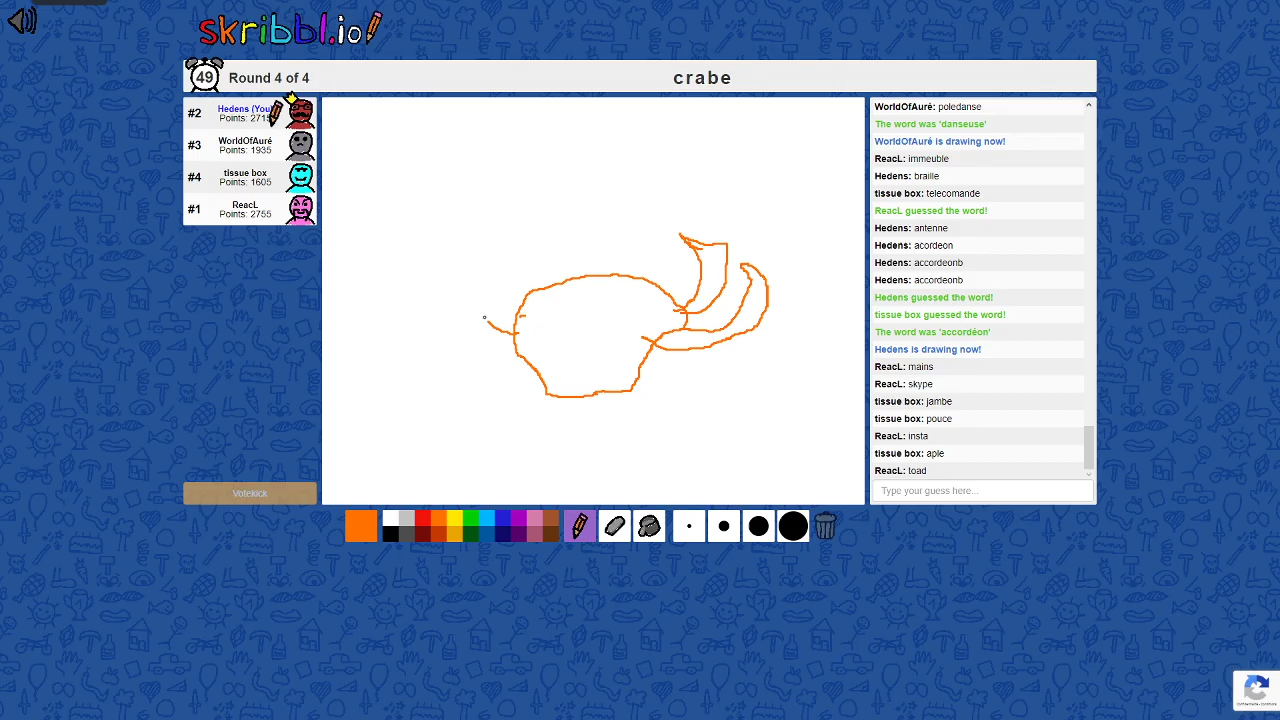 skribbl.io
49
Round 4 of 4
crabe
#2
Hedens (You
Points: 2715
#3
WorldOfAuré
Points: 1935
#4
tissue box
Points: 1605
#1
ReacL
Points: 2755
Votekick
WorldOfAuré: poledanse
The word was 'danseuse'
WorldOfAuré is drawing now!
ReacL: immeuble
Hedens: braille
tissue box: telecomande
ReacL guessed the word!
Hedens: antenne
Hedens: acordeon
Hedens: accordeonb
Hedens: accordeonb
Hedens guessed the word!
tissue box guessed the word!
The word was 'accordéon'
Hedens is drawing now!
ReacL: mains
ReacL: skype
tissue box: jambe
tissue box: pouce
ReacL: insta
tissue box: aple
ReacL: toad
Type your guess here...